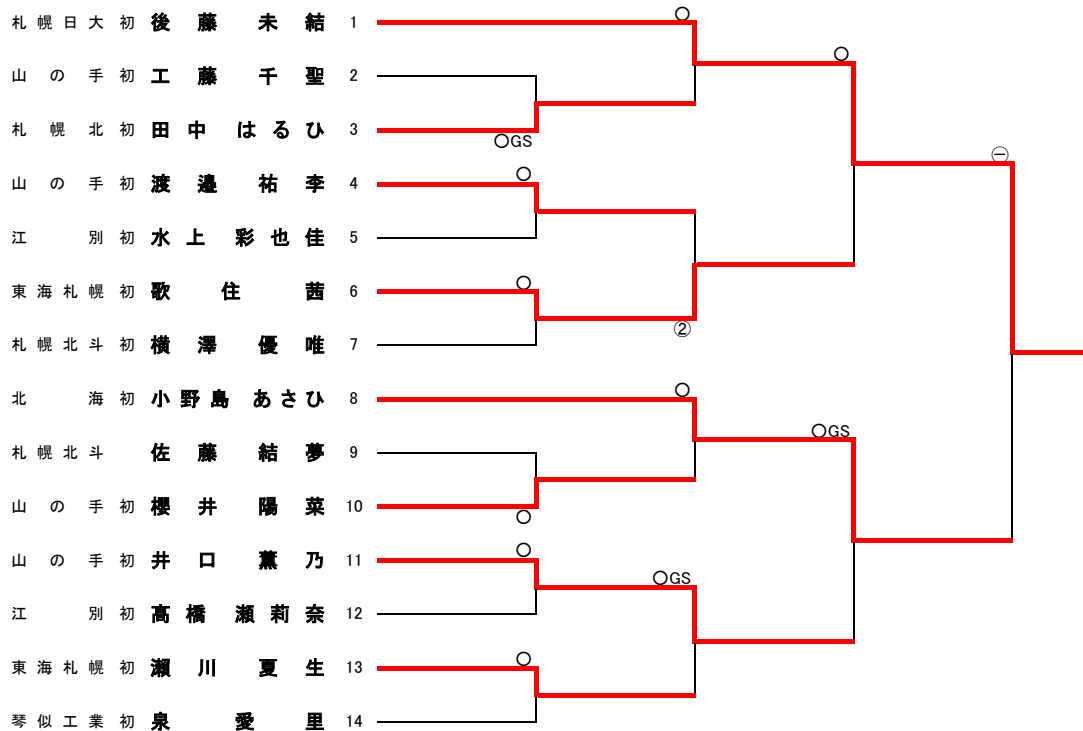 札幌日大 初 後藤未結 1
山の手 初 工藤千聖 2
札幌北 初 田中はるひ 3
山の手 初 渡邉祐李 4
江別 初 水上彩也佳 5
東海札幌 初 歌住茜 6
札幌北斗 初 横澤優唯 7
北海 初 小野島あさひ 8
札幌北斗 佐藤結夢 9
山の手 初 櫻井陽菜 10
山の手 初 井口薫乃 11
江別 初 髙橋瀬莉奈 12
東海札幌 初 瀨川夏生 13
琴似工業 初 泉愛里 14
○
○GS
○
○
②
○
○
○
○GS
○
○
○GS
㊀